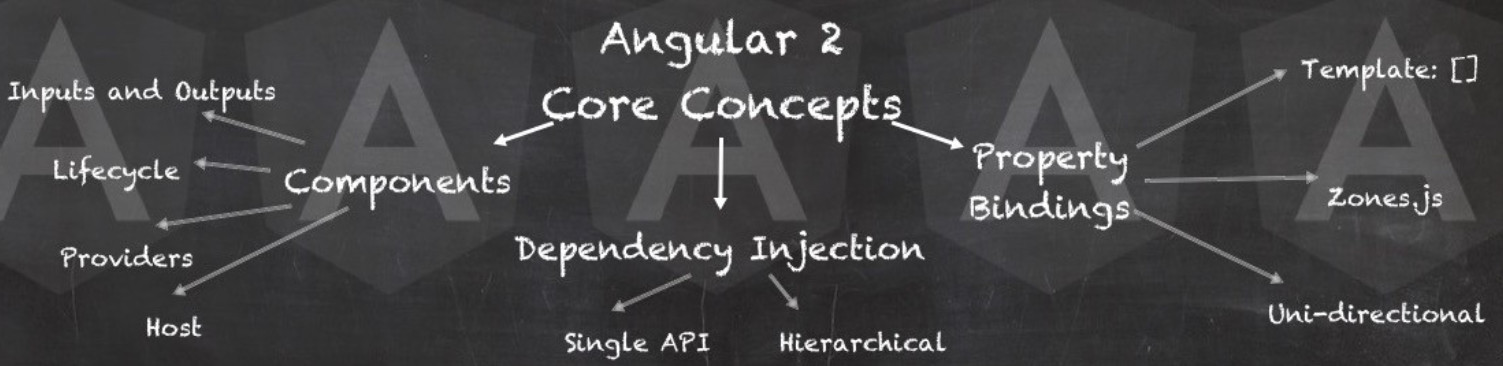 Angular 2
Core Concepts
Components
Inputs and Outputs
Lifecycle
Providers
Host
Dependency Injection
Single API
Hierarchical
Property
Bindings
Template: []
Zones.js
Uni-directional